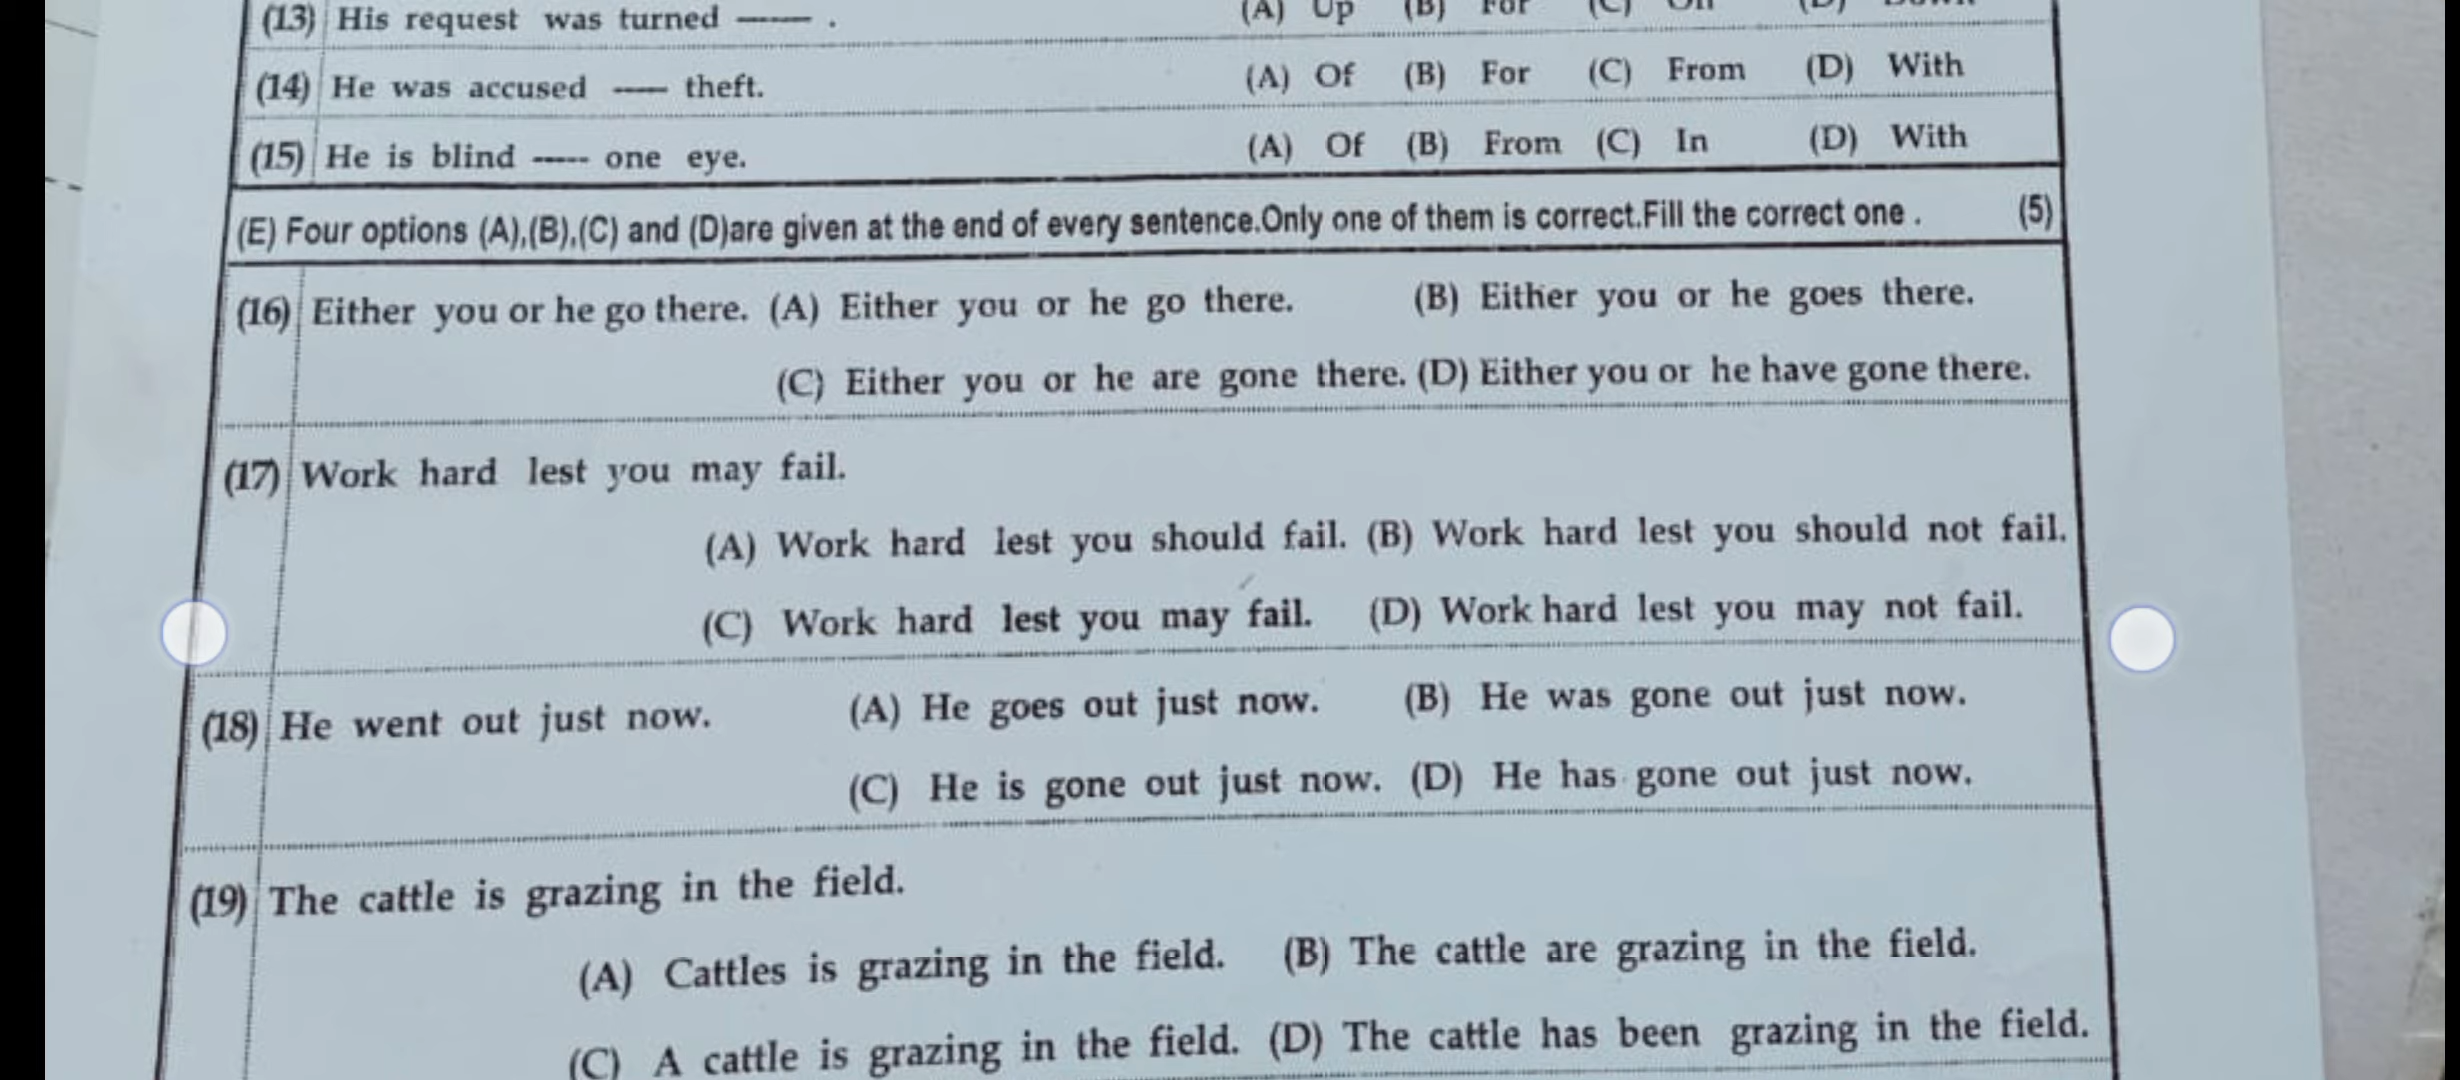 (13) His request was turned —— . (A) Up (B) For (C) On (D) Down
(14) He was accused —— theft. (A) Of (B) For (C) From (D) With
(15) He is blind ----- one eye. (A) Of (B) From (C) In (D) With
(E) Four options (A),(B),(C) and (D)are given at the end of every sentence.Only one of them is correct.Fill the correct one . (5)
(16) Either you or he go there. (A) Either you or he go there. (B) Either you or he goes there.
(C) Either you or he are gone there. (D) Either you or he have gone there.
(17) Work hard lest you may fail.
(A) Work hard lest you should fail. (B) Work hard lest you should not fail.
(C) Work hard lest you may fail. (D) Work hard lest you may not fail.
(18) He went out just now. (A) He goes out just now. (B) He was gone out just now.
(C) He is gone out just now. (D) He has gone out just now.
(19) The cattle is grazing in the field.
(A) Cattles is grazing in the field. (B) The cattle are grazing in the field.
(C) A cattle is grazing in the field. (D) The cattle has been grazing in the field.